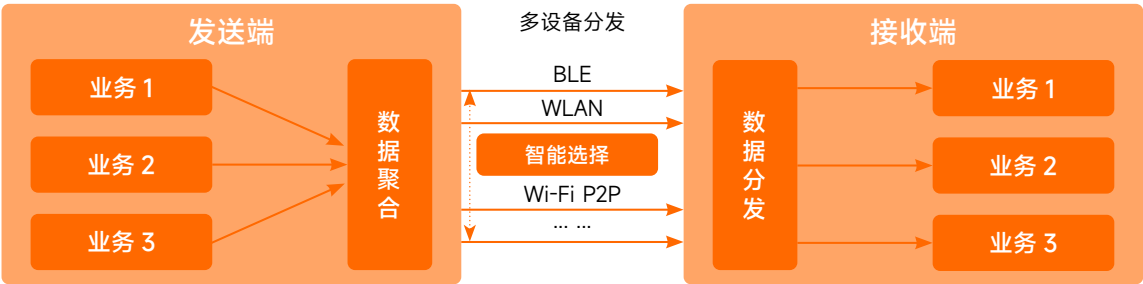 发送端
业务 1
业务 2
业务 3
数据聚合
多设备分发
BLE
WLAN
智能选择
Wi-Fi P2P
... ...
接收端
数据分发
业务 1
业务 2
业务 3